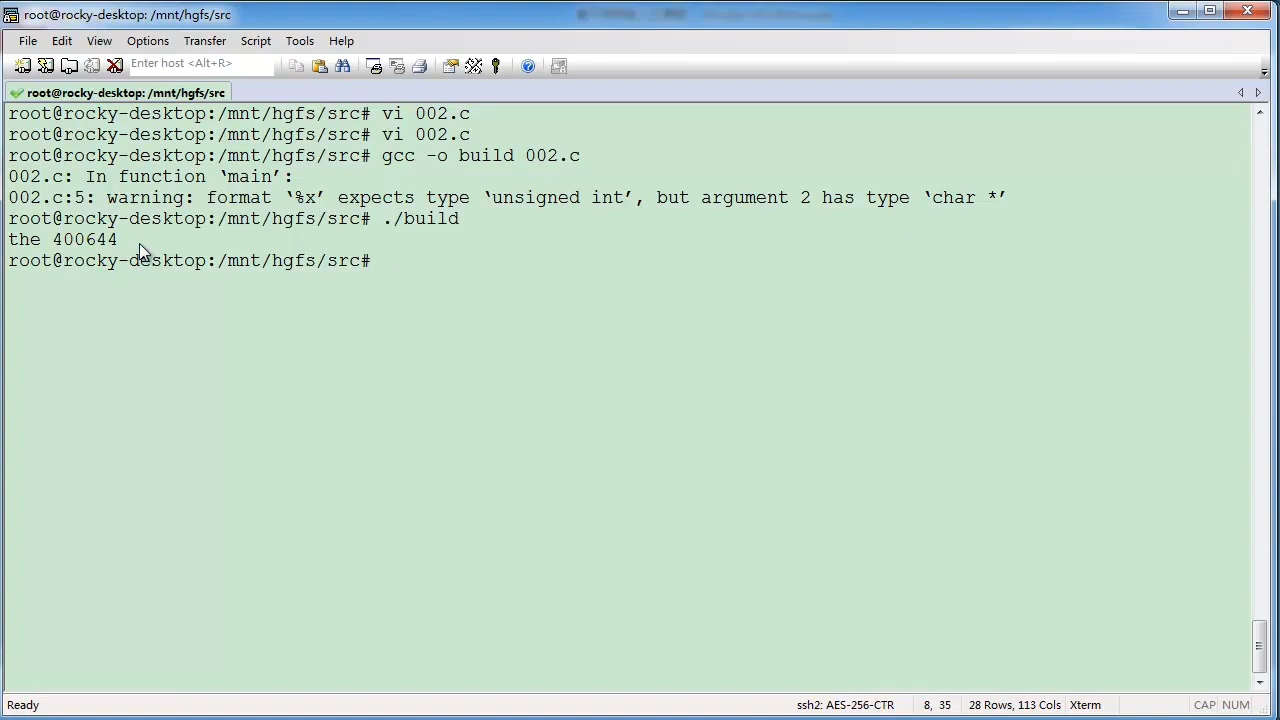 root@rocky-desktop: /mnt/hgfs/src
File Edit View Options Transfer Script Tools Help
Enter host <Alt+R>
root@rocky-desktop: /mnt/hgfs/src
root@rocky-desktop:/mnt/hgfs/src# vi 002.c
root@rocky-desktop:/mnt/hgfs/src# vi 002.c
root@rocky-desktop:/mnt/hgfs/src# gcc -o build 002.c
002.c: In function ‘main’:
002.c:5: warning: format ‘%x’ expects type ‘unsigned int’, but argument 2 has type ‘char *’
root@rocky-desktop:/mnt/hgfs/src# ./build
the 400644
root@rocky-desktop:/mnt/hgfs/src#
Ready ssh2: AES-256-CTR 8, 35 28 Rows, 113 Cols Xterm CAP NUM